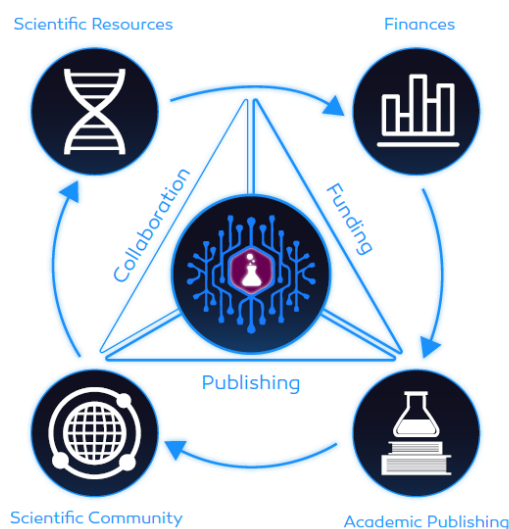 Scientific Resources
Finances
Collaboration
Funding
Publishing
Scientific Community
Academic Publishing